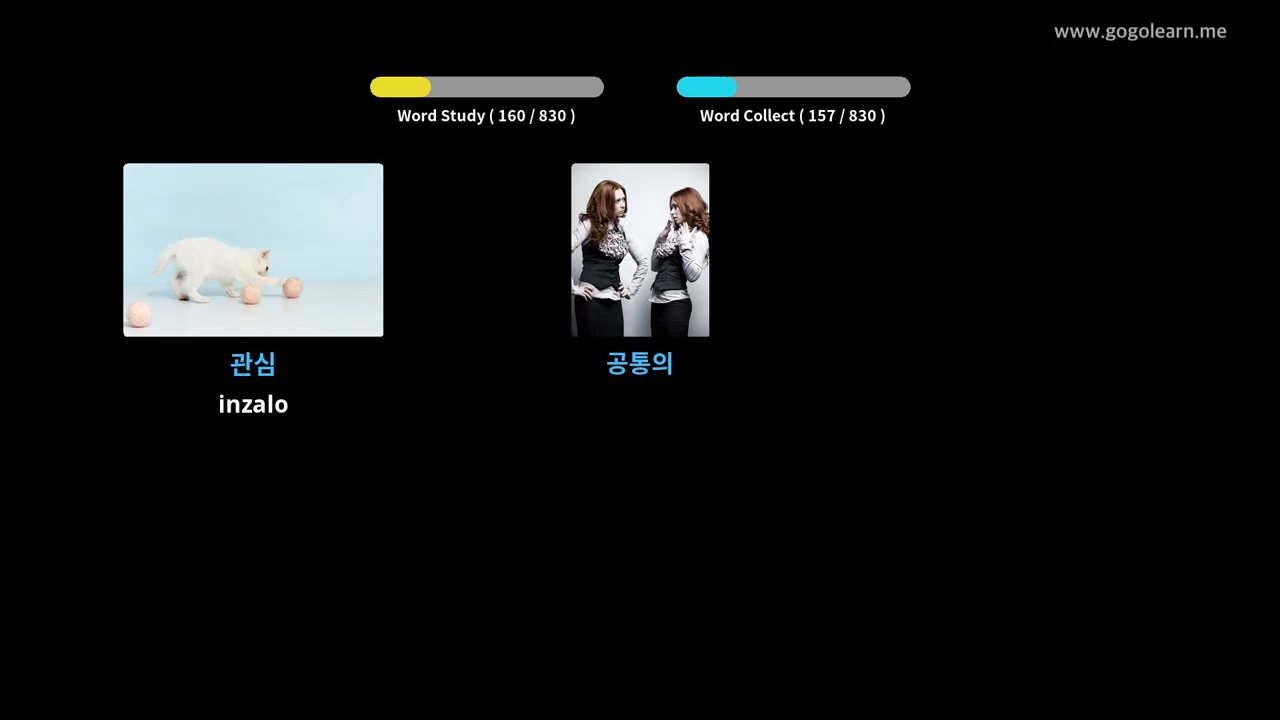 www.gogolearn.me
Word Study ( 160 / 830 )
Word Collect ( 157 / 830 )
관심
inzalo
공통의